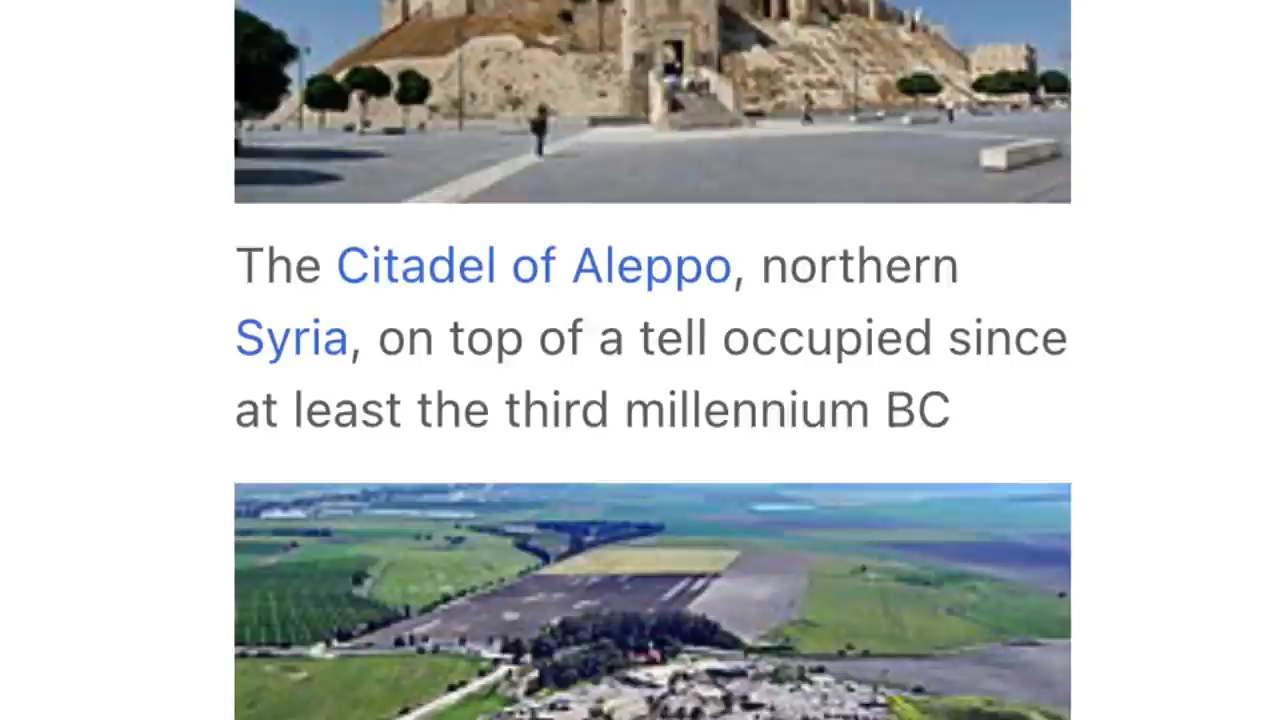 The Citadel of Aleppo, northern
Syria, on top of a tell occupied since
at least the third millennium BC